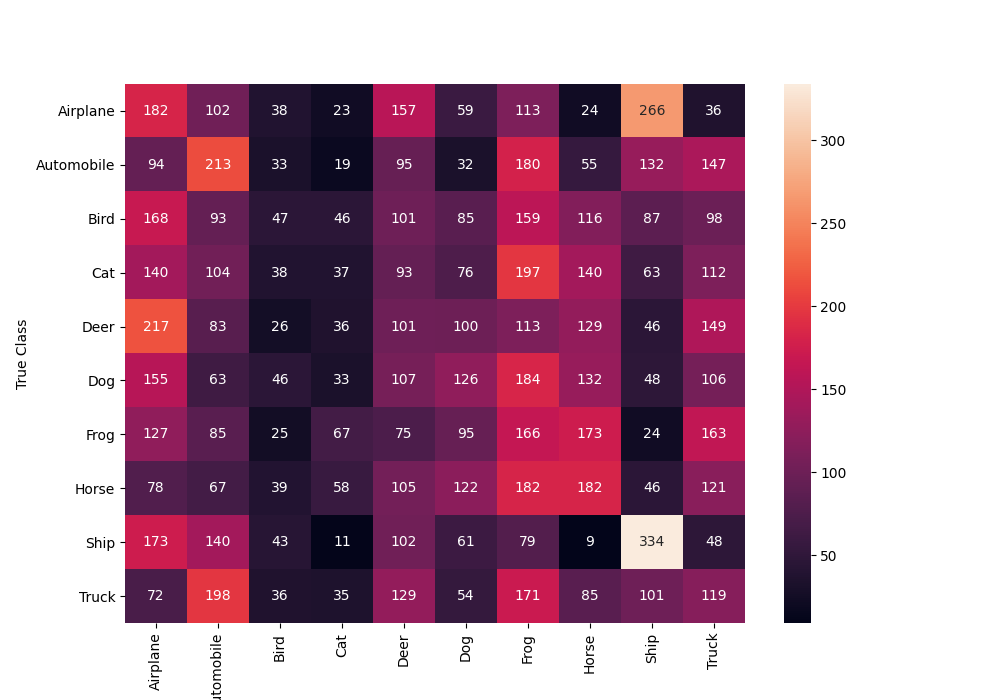 Airplane 182 102 38 23 157 59 113 24 266 36
Automobile 94 213 33 19 95 32 180 55 132 147
Bird 168 93 47 46 101 85 159 116 87 98
Cat 140 104 38 37 93 76 197 140 63 112
Deer 217 83 26 36 101 100 113 129 46 149
Dog 155 63 46 33 107 126 184 132 48 106
Frog 127 85 25 67 75 95 166 173 24 163
Horse 78 67 39 58 105 122 182 182 46 121
Ship 173 140 43 11 102 61 79 9 334 48
Truck 72 198 36 35 129 54 171 85 101 119
True Class
Airplane utomobile Bird Cat Deer Dog Frog Horse Ship Truck
300
250
200
150
100
50